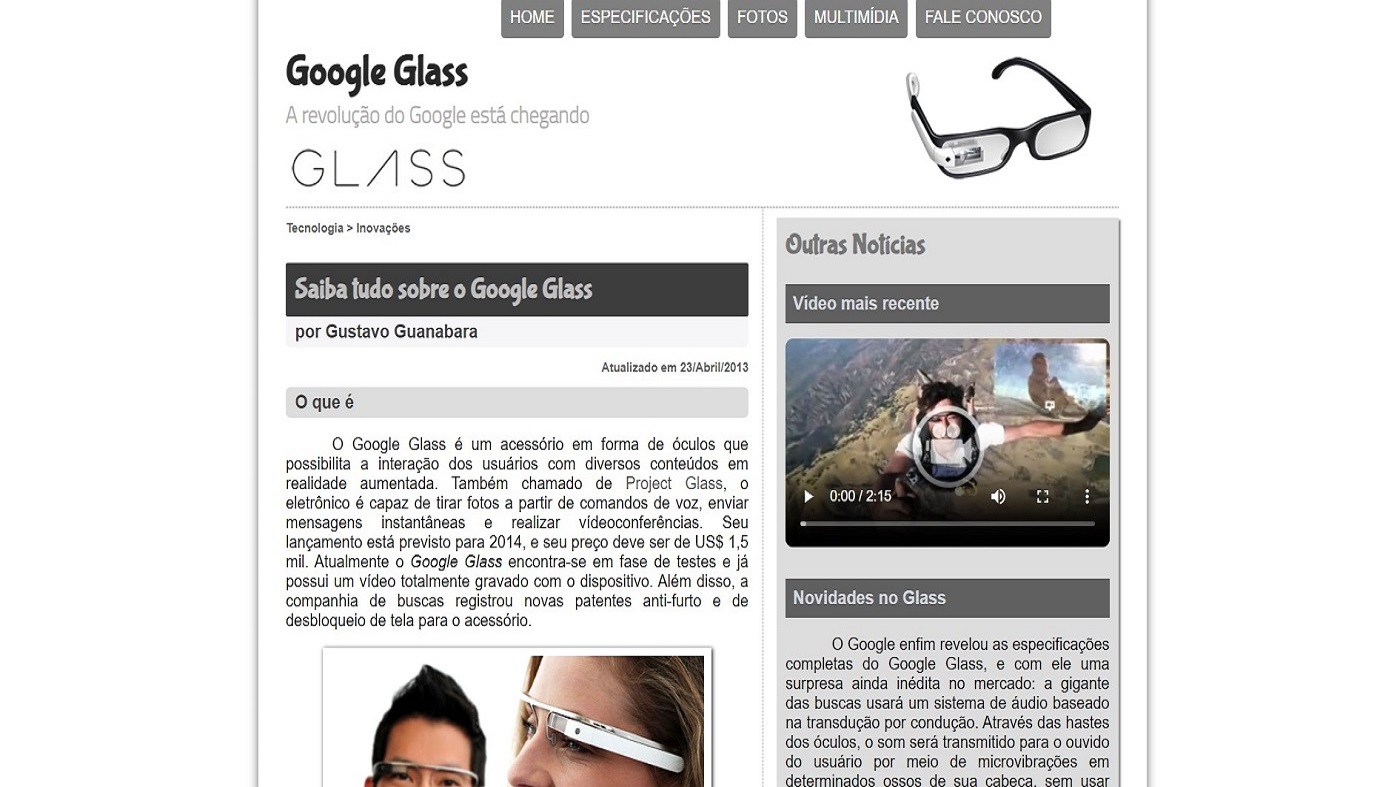 HOME
ESPECIFICAÇÕES
FOTOS
MULTIMÍDIA
FALE CONOSCO
Google Glass
A revolução do Google está chegando
GLASS
Tecnologia > Inovações
Saiba tudo sobre o Google Glass
por Gustavo Guanabara
Atualizado em 23/Abril/2013
O que é
O Google Glass é um acessório em forma de óculos que
possibilita a interação dos usuários com diversos conteúdos em
realidade aumentada. Também chamado de Project Glass, o
eletrônico é capaz de tirar fotos a partir de comandos de voz, enviar
mensagens instantâneas e realizar vídeoconferências. Seu
lançamento está previsto para 2014, e seu preço deve ser de US$ 1,5
mil. Atualmente o Google Glass encontra-se em fase de testes e já
possui um vídeo totalmente gravado com o dispositivo. Além disso, a
companhia de buscas registrou novas patentes anti-furto e de
desbloqueio de tela para o acessório.
Outras Notícias
Vídeo mais recente
0:00 / 2:15
Novidades no Glass
O Google enfim revelou as especificações
completas do Google Glass, e com ele uma
surpresa ainda inédita no mercado: a gigante
das buscas usará um sistema de áudio baseado
na transdução por condução. Através das hastes
dos óculos, o som será transmitido para o ouvido
do usuário por meio de microvibrações em
determinados ossos de sua cabeça, sem usar